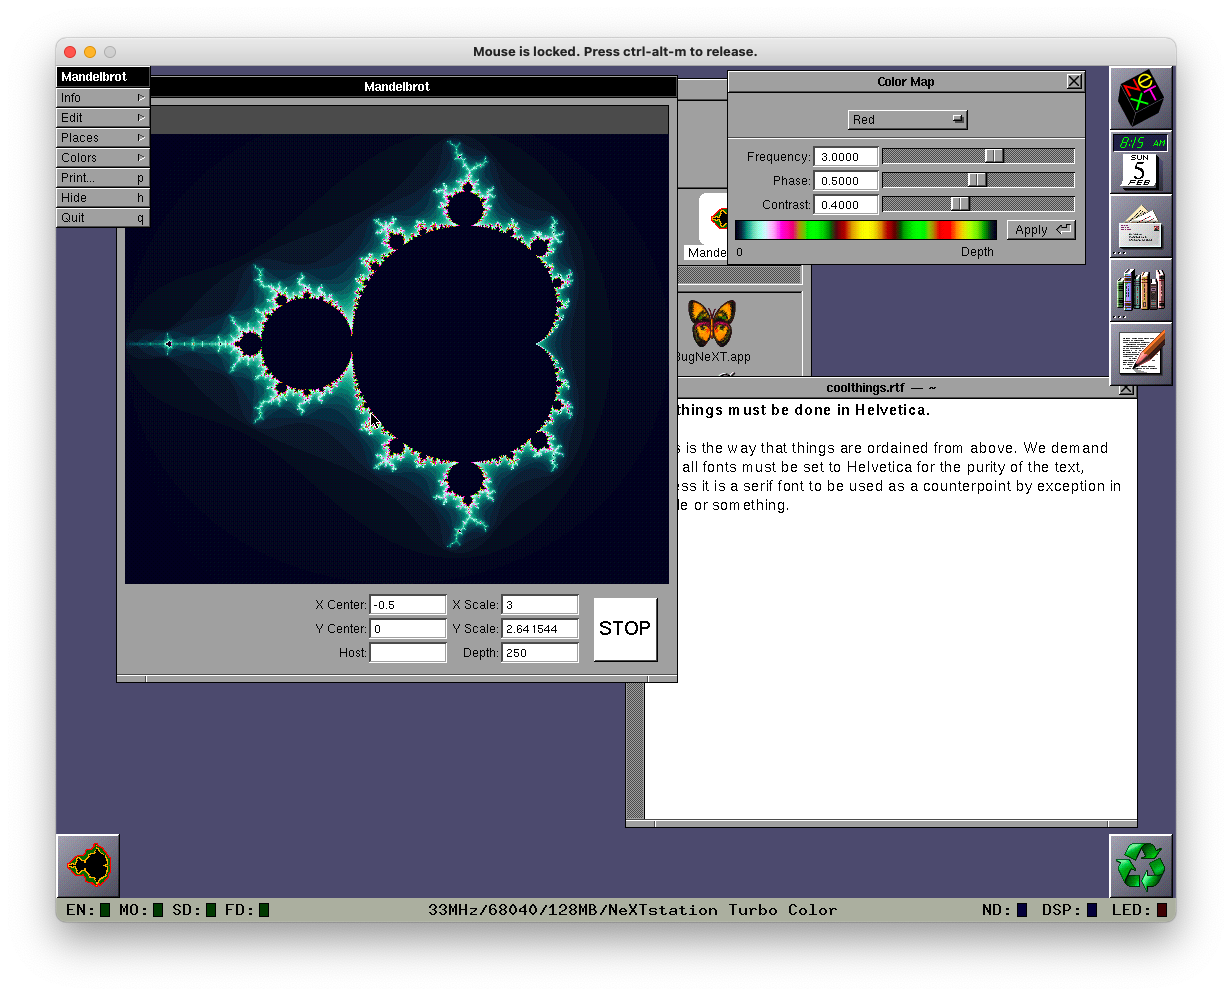 Mouse is locked. Press ctrl-alt-m to release.
Mandelbrot
Info
Edit
Places
Colors
Print... p
Hide h
Quit q
Mandelbrot
X Center: -0.5 X Scale: 3
Y Center: 0 Y Scale: 2.641544
Host: Depth: 250
STOP
Color Map
Red
Frequency: 3.0000
Phase: 0.5000
Contrast: 0.4000
Apply
0 Depth
Mande
BugNeXT.app
coolthings.rtf — ~
things must be done in Helvetica.
s is the way that things are ordained from above. We demand
all fonts must be set to Helvetica for the purity of the text,
ess it is a serif font to be used as a counterpoint by exception in
le or something.
NeXT
8:15 AM
SUN
5
FEB
EN: MO: SD: FD: 33MHz/68040/128MB/NeXTstation Turbo Color ND: DSP: LED: